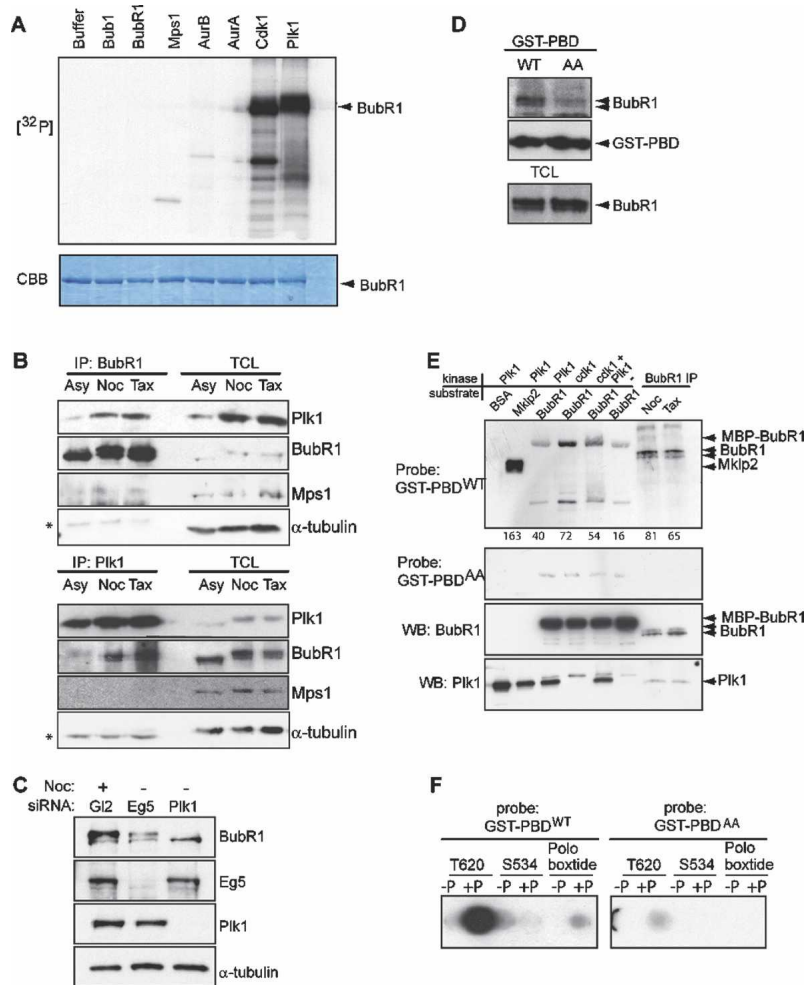 A
Buffer
Bub1
BubR1
Mps1
AurB
AurA
Cdk1
Plk1
[32P]
BubR1
CBB
BubR1
B
IP: BubR1 TCL
Asy Noc Tax Asy Noc Tax
Plk1
BubR1
Mps1
* α-tubulin
IP: Plk1 TCL
Asy Noc Tax Asy Noc Tax
Plk1
BubR1
Mps1
* α-tubulin
C
Noc: + - -
siRNA: Gl2 Eg5 Plk1
BubR1
Eg5
Plk1
α-tubulin
D
GST-PBD
WT AA
BubR1
GST-PBD
TCL
BubR1
E
kinase Plk1 Plk1 Plk1 cdk1 cdk1+Plk1 -
substrate BSA Mklp2 BubR1 BubR1 BubR1 BubR1
BubR1 IP
Noc Tax
MBP-BubR1
BubR1
Mklp2
Probe:
GST-PBDWT
163 40 72 54 16 81 65
Probe:
GST-PBDAA
WB: BubR1
MBP-BubR1
BubR1
WB: Plk1
Plk1
F
probe:
GST-PBDWT
T620 S534 Polo boxtide
-P +P -P +P -P +P
probe:
GST-PBDAA
T620 S534 Polo boxtide
-P +P -P +P -P +P